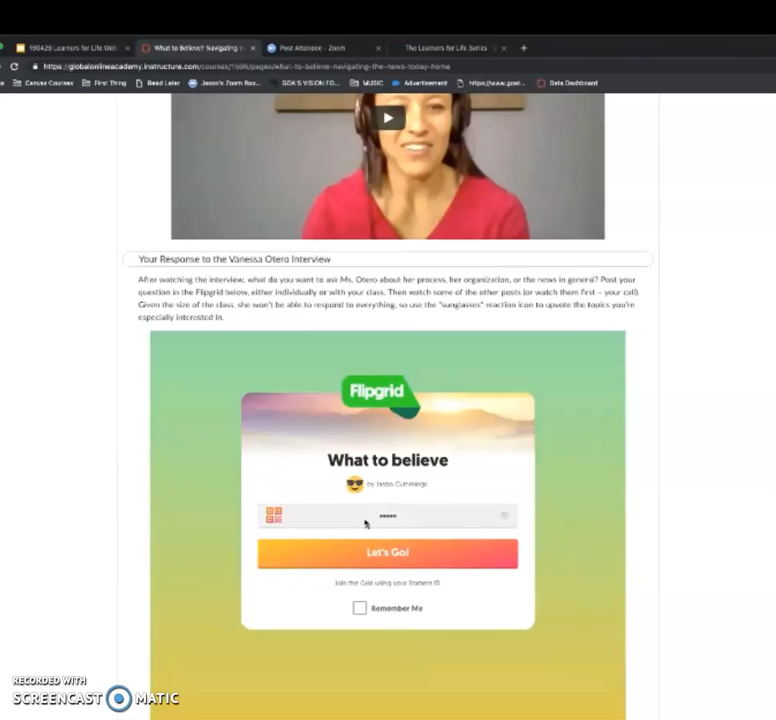 190429 Learners for Life Web
What to Believe? Navigating t
Post Attendee - Zoom
The Learners for Life Series
https://globalonlineacademy.instructure.com/courses/1596/pages/what-to-believe-navigating-the-news-today-home
Canvas Courses
First Thing
Read Later
Jason's Zoom Roo...
GOA'S VISION FO...
MUSIC
Advertisement
Data Dashboard
Your Response to the Vanessa Otero Interview
After watching the interview, what do you want to ask Ms. Otero about her process, her organization, or the news in general? Post your
question in the Flipgrid below, either individually or with your class. Then watch some of the other posts (or watch them first – your call).
Given the size of the class, she won't be able to respond to everything, so use the "sunglasses" reaction icon to upvote the topics you're
especially interested in.
Flipgrid
What to believe
by Jason Cummings
•••••
Let's Go!
Join the Grid using your Student ID
Remember Me
RECORDED WITH
SCREENCAST MATIC